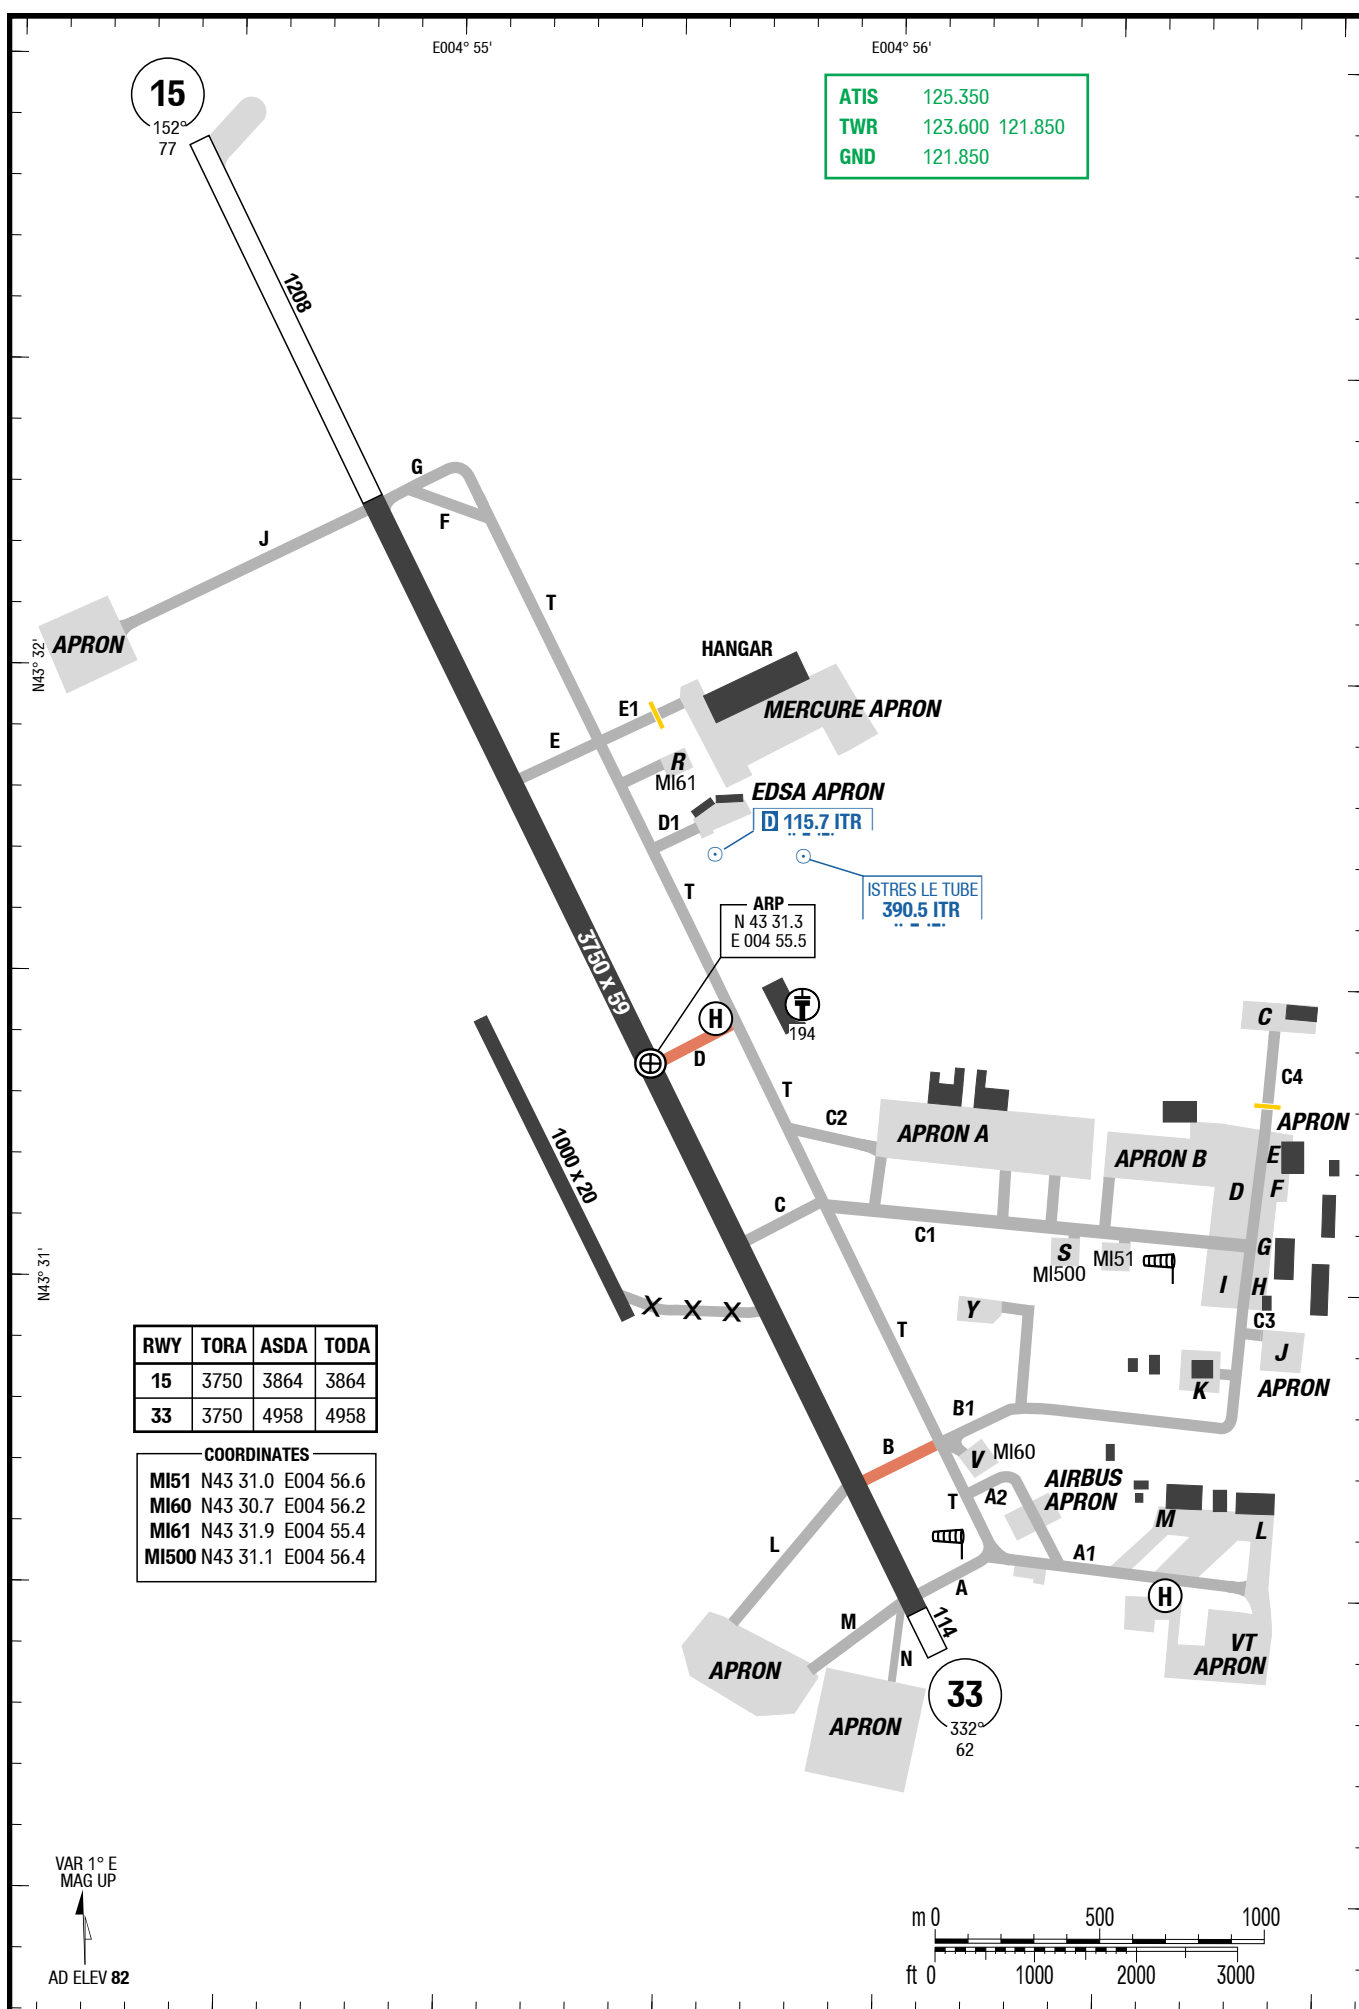 E004° 55'
E004° 56'
15
152°
77
ATIS 125.350
TWR 123.600 121.850
GND 121.850
1208
G
F
J
T
APRON
N43° 32'
HANGAR
E1
MERCURE APRON
E
R
MI61
EDSA APRON
D1
D 115.7 ITR
T
ISTRES LE TUBE
390.5 ITR
ARP
N 43 31.3
E 004 55.5
3750 x 59
H
194
D
C
C4
T
C2
APRON A
APRON
1000 x 20
APRON B
E
D
F
C
C1
G
S
MI51
MI500
I
H
N43° 31'
X X X
Y
T
C3
J
K
APRON
RWY TORA ASDA TODA
15 3750 3864 3864
33 3750 4958 4958
B1
B
V
MI60
COORDINATES
MI51 N43 31.0 E004 56.6
MI60 N43 30.7 E004 56.2
MI61 N43 31.9 E004 55.4
MI500 N43 31.1 E004 56.4
AIRBUS
APRON
T
A2
M
L
L
A1
A
H
M
114
N
VT
APRON
APRON
33
332°
62
APRON
VAR 1° E
MAG UP
AD ELEV 82
m 0 500 1000
ft 0 1000 2000 3000